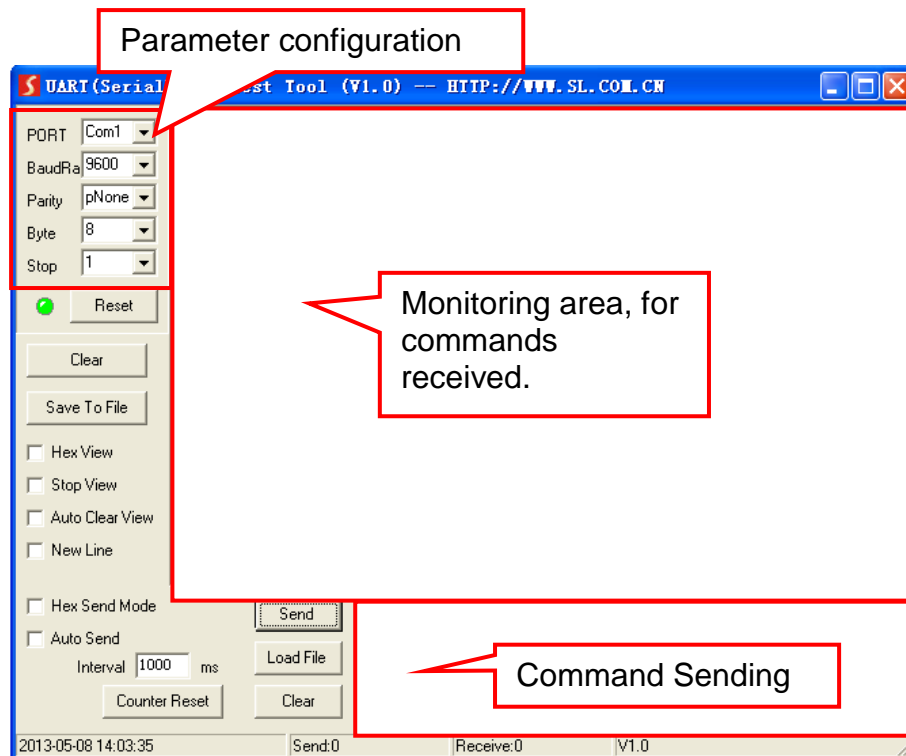 Parameter configuration
UART(Serial est Tool (V1.0) -- HTTP://WWW.SL.COM.CN
PORT Com1
BaudRa 9600
Parity pNone
Byte 8
Stop 1
Reset
Clear
Save To File
Hex View
Stop View
Auto Clear View
New Line
Monitoring area, for
commands
received.
Hex Send Mode
Auto Send
Interval 1000 ms
Counter Reset
Send
Load File
Clear
Command Sending
2013-05-08 14:03:35 Send:0 Receive:0 V1.0